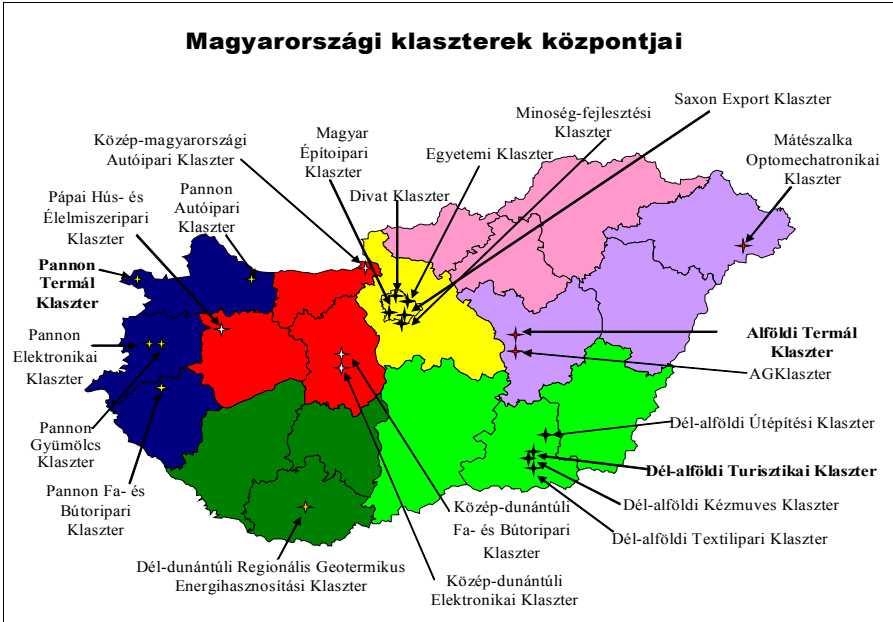 Magyarországi klaszterek központjai
Saxon Export Klaszter
Minoség-fejlesztési
Klaszter
Magyar
Építoipari
Klaszter
Egyetemi Klaszter
Divat Klaszter
Közép-magyarországi
Autóipari Klaszter
Mátészalka
Optomechatronikai
Klaszter
Pápai Hús- és
Élelmiszeripari
Klaszter
Pannon
Autóipari
Klaszter
Pannon
Termál
Klaszter
Pannon
Elektronikai
Klaszter
Pannon
Gyümölcs
Klaszter
Pannon Fa- és
Bútoripari
Klaszter
Alföldi Termál
Klaszter
AGKlaszter
Dél-alföldi Útépítési Klaszter
Dél-alföldi Turisztikai Klaszter
Dél-alföldi Kézmuves Klaszter
Dél-alföldi Textilipari Klaszter
Közép-dunántúli
Fa- és Bútoripari
Klaszter
Közép-dunántúli
Elektronikai Klaszter
Dél-dunántúli Regionális Geotermikus
Energihasznosítási Klaszter